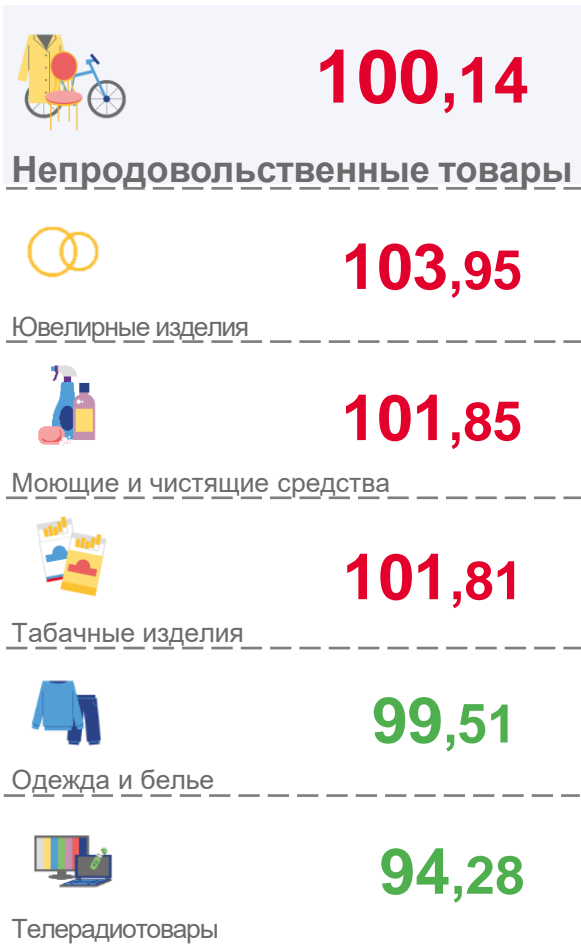 100,14
Непродовольственные товары
103,95
Ювелирные изделия
101,85
Моющие и чистящие средства
101,81
Табачные изделия
99,51
Одежда и белье
94,28
Телерадиотовары